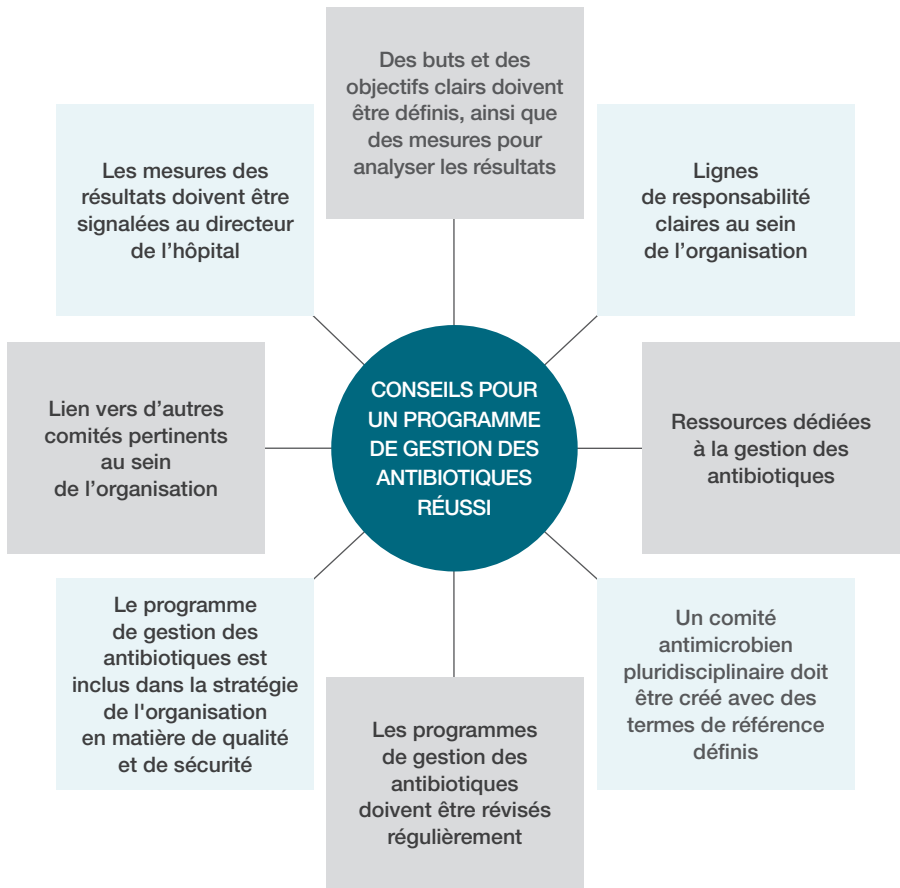 Des buts et des
objectifs clairs doivent
être définis, ainsi que
des mesures pour
analyser les résultats
Les mesures des
résultats doivent être
signalées au directeur
de l’hôpital
Lignes
de responsabilité
claires au sein
de l’organisation
Lien vers d’autres
comités pertinents
au sein
de l’organisation
CONSEILS POUR
UN PROGRAMME
DE GESTION DES
ANTIBIOTIQUES
RÉUSSI
Ressources dédiées
à la gestion des
antibiotiques
Le programme
de gestion des
antibiotiques est
inclus dans la stratégie
de l'organisation
en matière de qualité
et de sécurité
Les programmes
de gestion des
antibiotiques
doivent être révisés
régulièrement
Un comité
antimicrobien
pluridisciplinaire doit
être créé avec des
termes de référence
définis